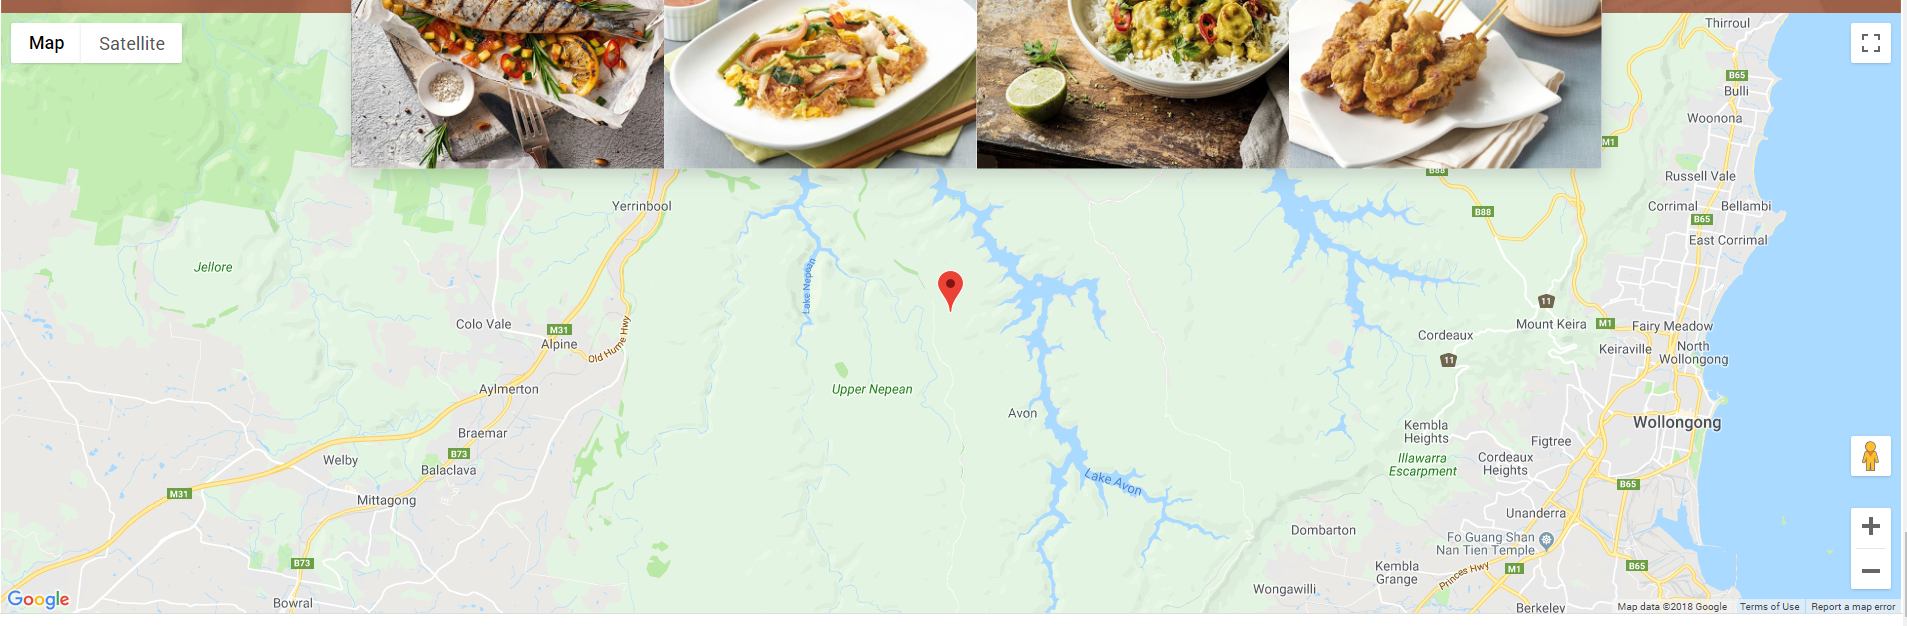 Map
Satellite
Thirroul
B65
Bulli
Woonona
M1
B88
Russell Vale
Yerrinbool
Corrimal
Bellambi
B88
B65
East Corrimal
Jellore
Lake Nepean
11
Colo Vale
M31
Mount Keira
M1
Fairy Meadow
Cordeaux
Alpine
Old Hume Hwy
Keiraville
North
Wollongong
11
Aylmerton
Upper Nepean
Avon
Wollongong
Braemar
Kembla
Heights
Figtree
B73
Welby
Balaclava
Illawarra
Escarpment
Cordeaux
Heights
Lake Avon
B65
M31
Mittagong
Unanderra
Dombarton
Fo Guang Shan
Nan Tien Temple
B73
Kembla
Grange
Princes Hwy
M1
B65
Wongawilli
Google
Bowral
Berkeley
Map data ©2018 Google
Terms of Use
Report a map error